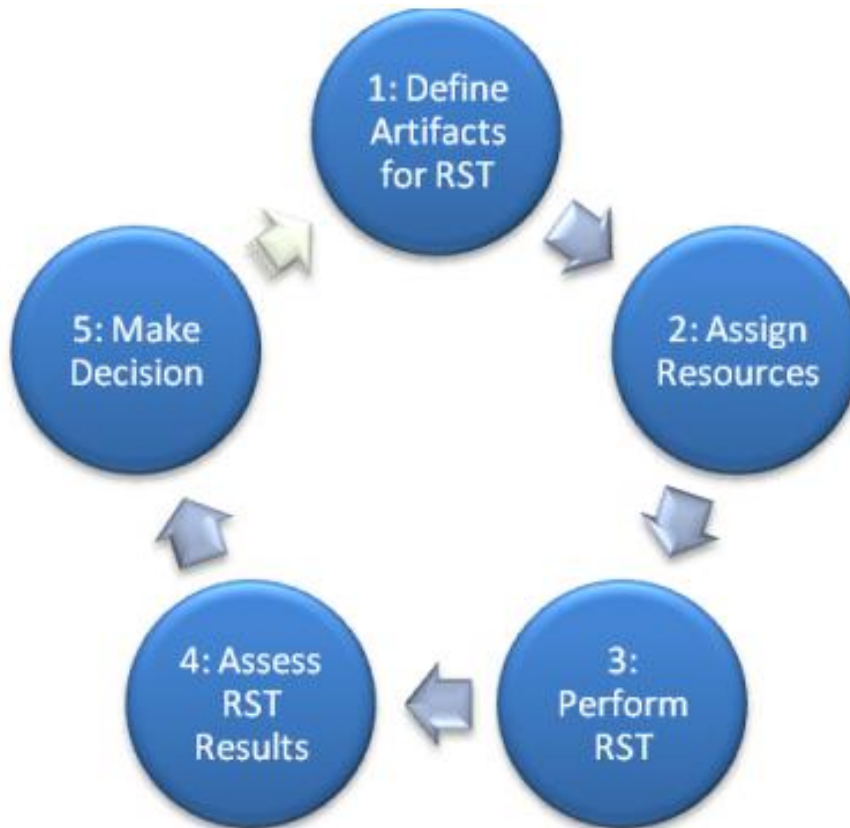 1: Define
Artifacts
for RST
2: Assign
Resources
3:
Perform
RST
4: Assess
RST
Results
5: Make
Decision